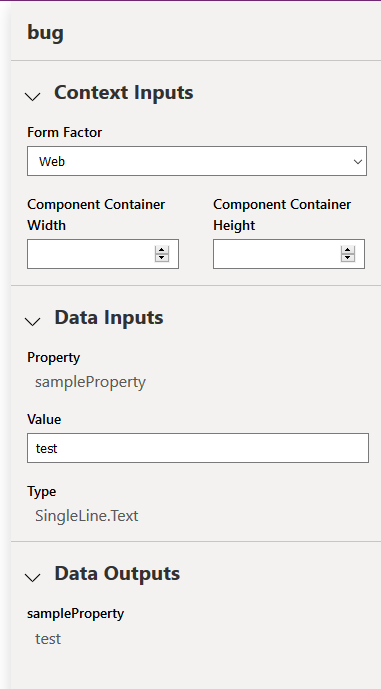 bug
Context Inputs
Form Factor
Web
Component Container Width
Component Container Height
Data Inputs
Property
sampleProperty
Value
test
Type
SingleLine.Text
Data Outputs
sampleProperty
test